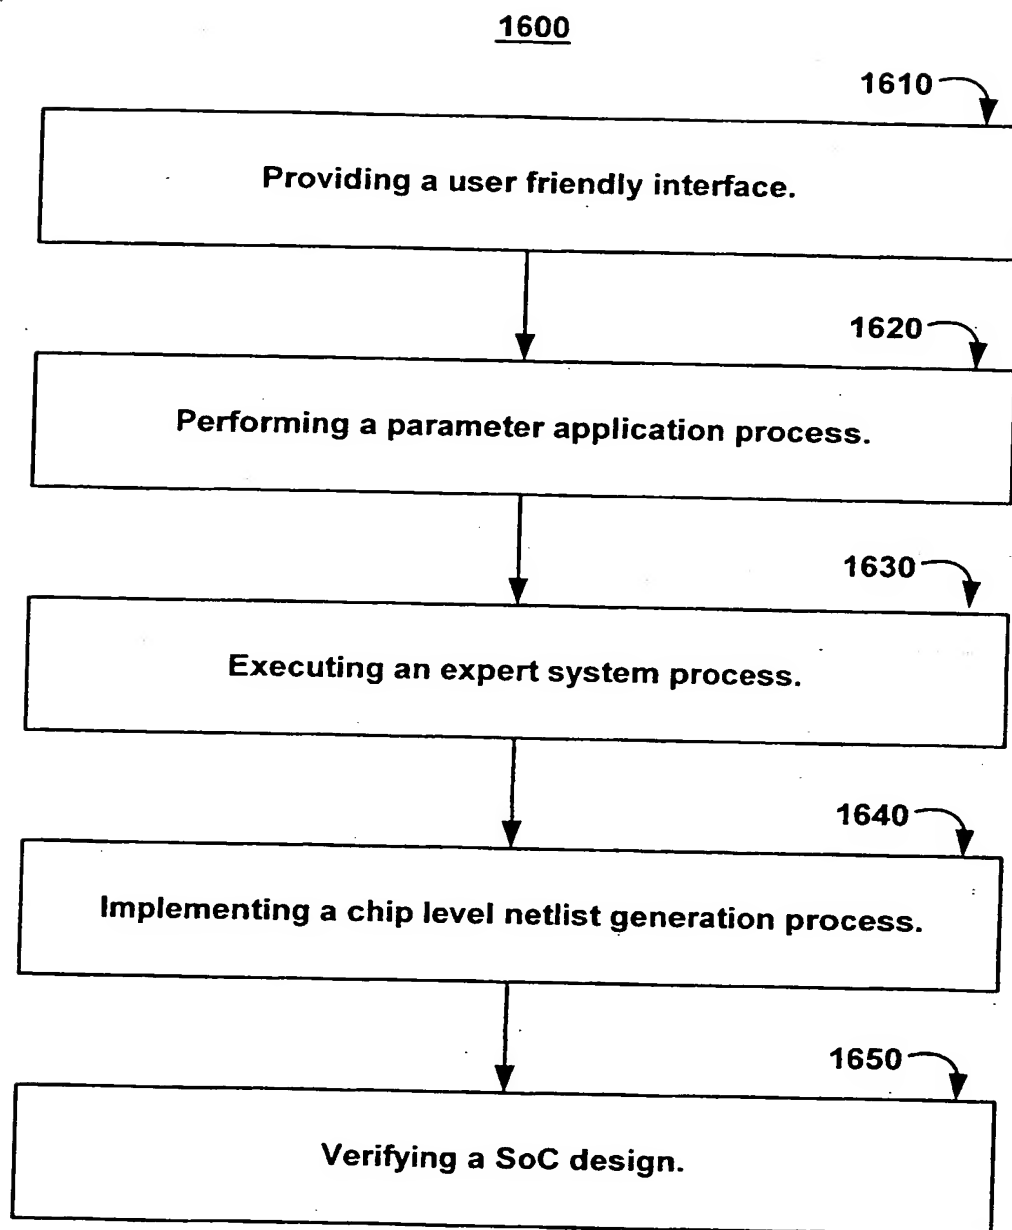 1600
1610
Providing a user friendly interface.
1620
Performing a parameter application process.
1630
Executing an expert system process.
1640
Implementing a chip level netlist generation process.
1650
Verifying a SoC design.